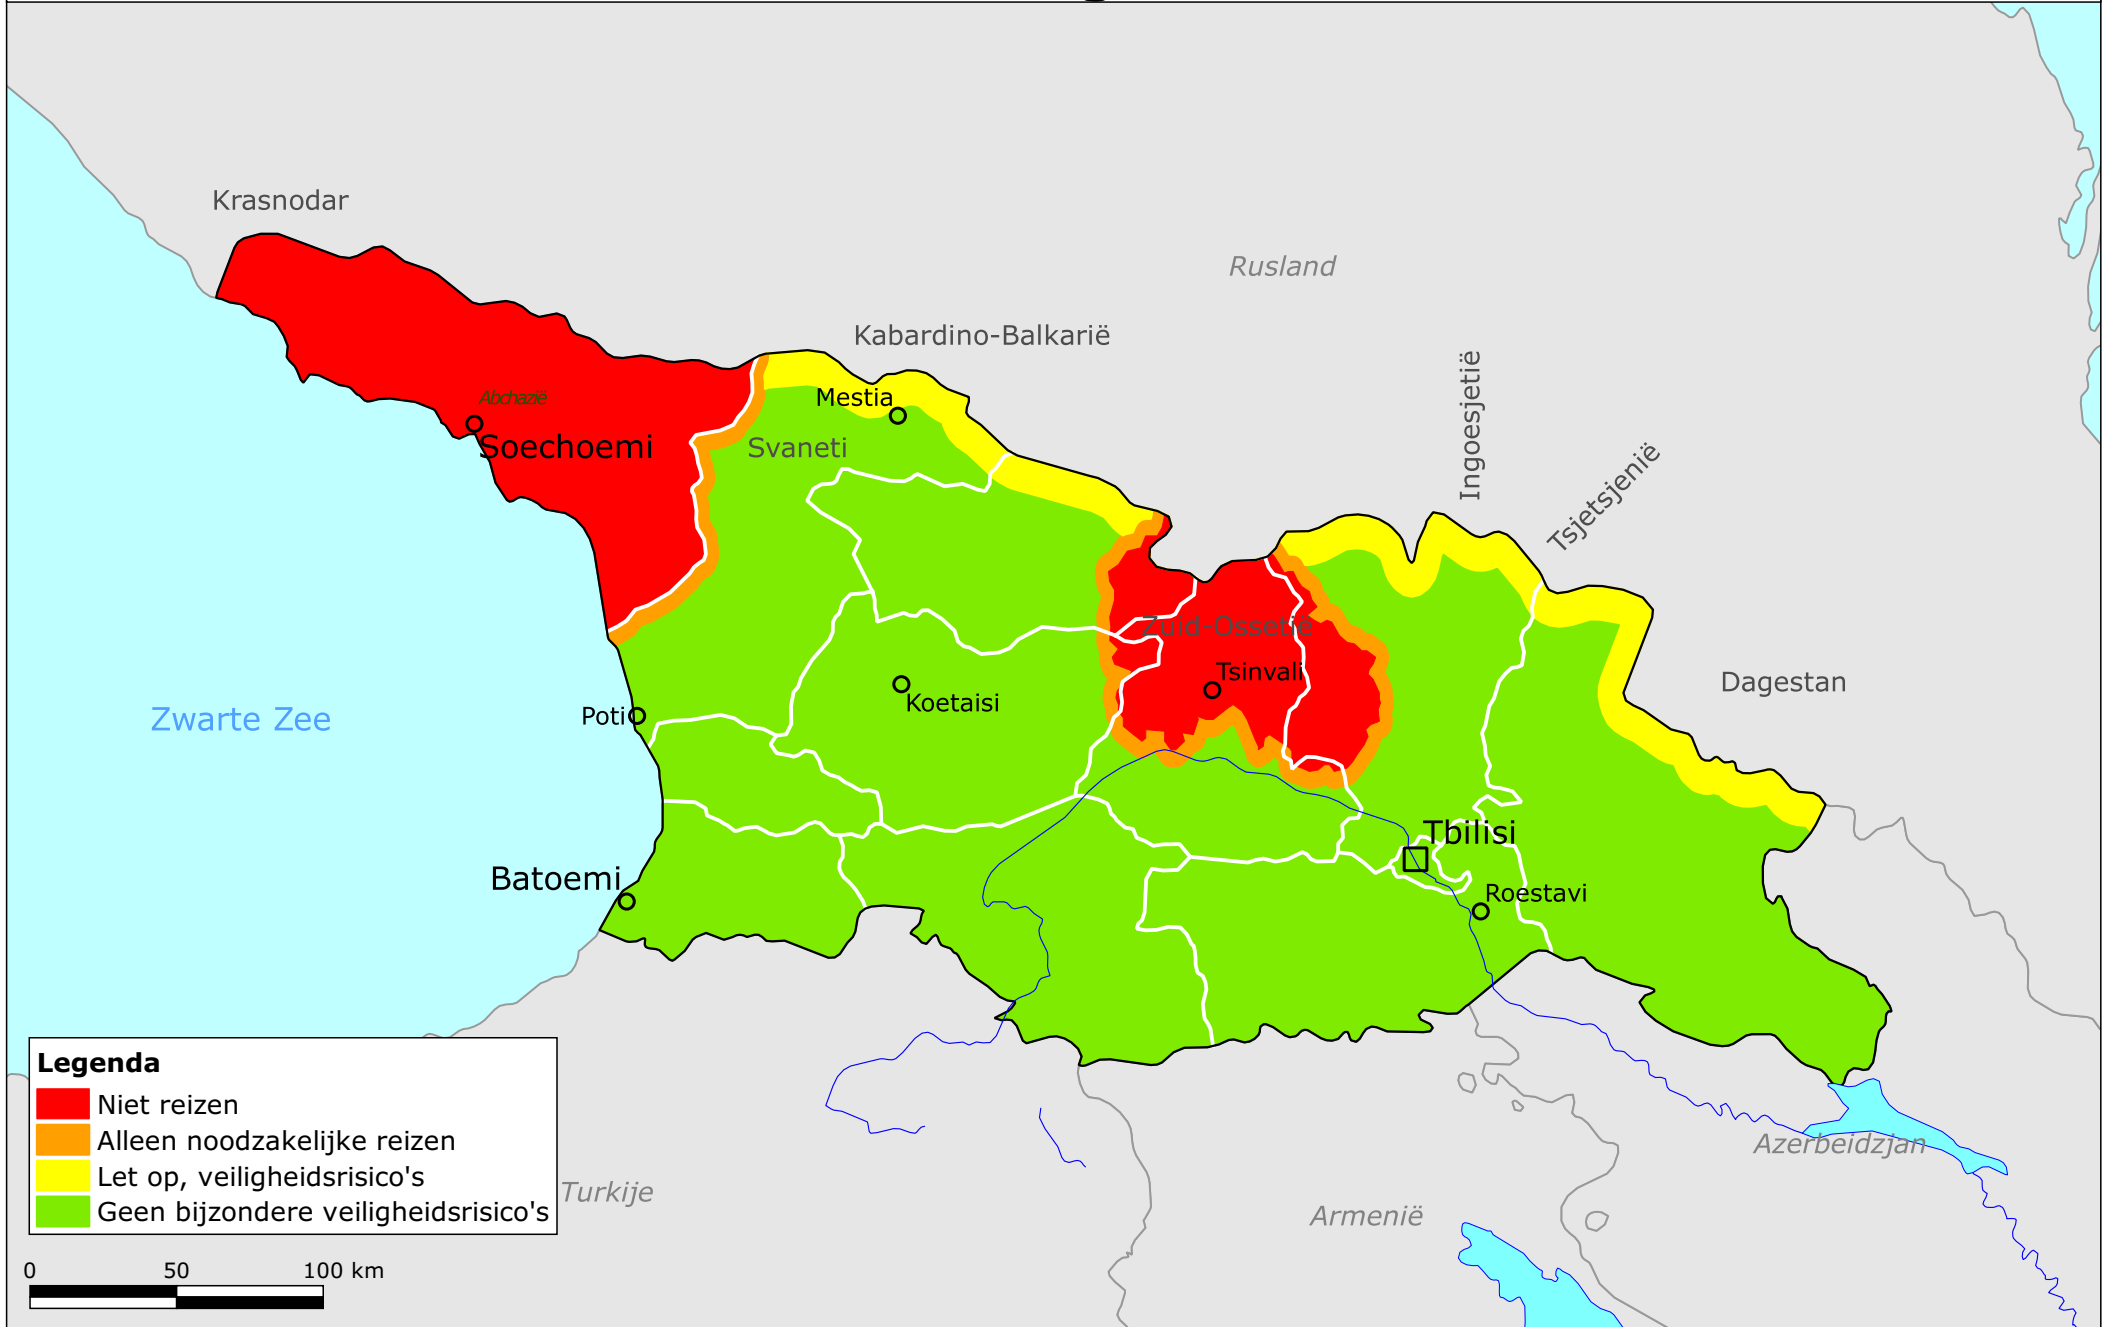 Krasnodar
Rusland
Kabardino-Balkarië
Ingoesjetië
Tsjetsjenië
Abchazië
Mestia
Soechoemi
Svaneti
Zuid-Ossetië
Tsinvali
Dagestan
Koetaisi
Poti
Zwarte Zee
Tbilisi
Batoemi
Roestavi
Legenda
Niet reizen
Alleen noodzakelijke reizen
Let op, veiligheidsrisico's
Geen bijzondere veiligheidsrisico's
Turkije
Armenië
Azerbeidzjan
0 50 100 km